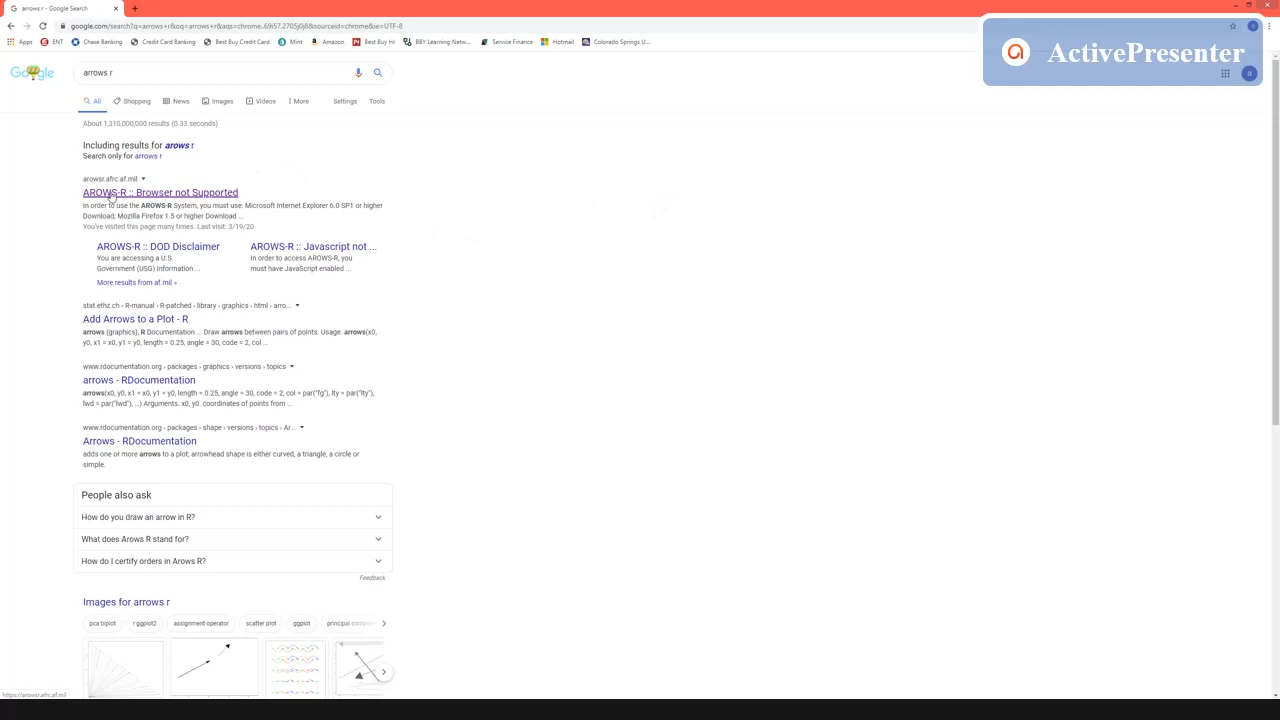 arrows r - Google Search
google.com/search?q=arrows+r&oq=arrows+r&aqs=chrome..69i57.2705j0j8&sourceid=chrome&ie=UTF-8
Apps ENT Chase Banking Credit Card Banking Best Buy Credit Card Mint Amazon Best Buy Hr BBY Learning Netw... Service Finance Hotmail Colorado Springs U...
ActivePresenter
Google
arrows r
a
All Shopping News Images Videos More Settings Tools
About 1,310,000,000 results (0.33 seconds)
Including results for arows r
Search only for arrows r
arowsr.afrc.af.mil
AROWS-R :: Browser not Supported
In order to use the AROWS-R System, you must use: Microsoft Internet Explorer 6.0 SP1 or higher
Download; Mozilla Firefox 1.5 or higher Download ...
You've visited this page many times. Last visit: 3/19/20
AROWS-R :: DOD Disclaimer
You are accessing a U.S.
Government (USG) Information ...
AROWS-R :: Javascript not ...
In order to access AROWS-R, you
must have JavaScript enabled ...
More results from af.mil »
stat.ethz.ch › R-manual › R-patched › library › graphics › html › arro...
Add Arrows to a Plot - R
arrows {graphics}, R Documentation ... Draw arrows between pairs of points. Usage. arrows(x0,
y0, x1 = x0, y1 = y0, length = 0.25, angle = 30, code = 2, col ...
www.rdocumentation.org › packages › graphics › versions › topics
arrows - RDocumentation
arrows(x0, y0, x1 = x0, y1 = y0, length = 0.25, angle = 30, code = 2, col = par("fg"), lty = par("lty"),
lwd = par("lwd"), ...) Arguments. x0, y0. coordinates of points from ...
www.rdocumentation.org › packages › shape › versions › topics › Ar...
Arrows - RDocumentation
adds one or more arrows to a plot; arrowhead shape is either curved, a triangle, a circle or
simple.
People also ask
How do you draw an arrow in R?
What does Arows R stand for?
How do I certify orders in Arows R?
Feedback
Images for arrows r
pca biplot r ggplot2 assignment operator scatter plot ggplot principal compon
https://arowsr.afrc.af.mil